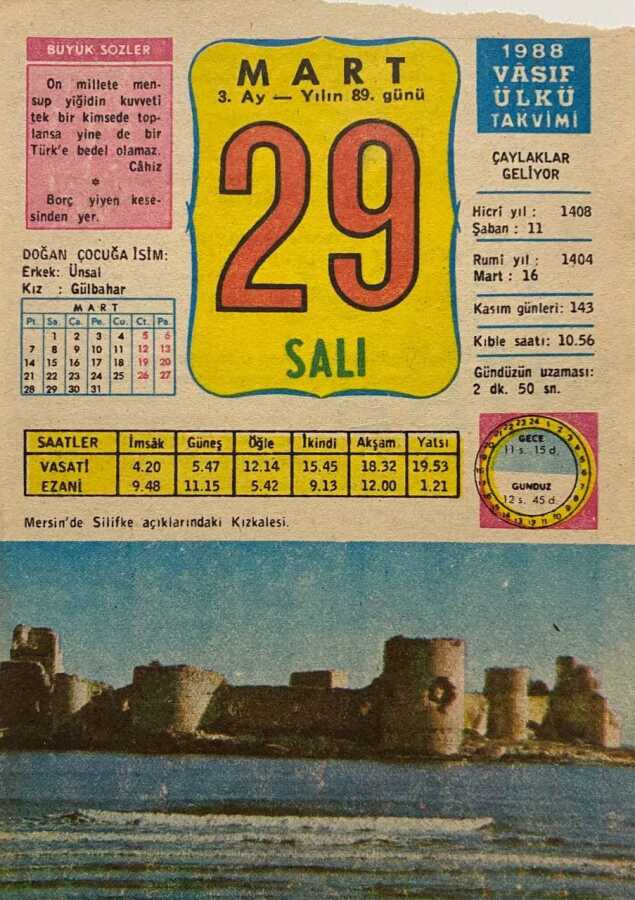 BÜYÜK SÖZLER
On millete men-
sup yiğidin kuvveti
tek bir kimsede top-
lansa yine de bir
Türk'e bedel olamaz.
Câhiz
*
Borç yiyen kese-
sinden yer.
DOĞAN ÇOCUĞA İSİM:
Erkek: Ünsal
Kız : Gülbahar
MART
Pt. Sa. Ça. Pe. Cu. Ct. Pa.
1 2 3 4 5 6
7 8 9 10 11 12 13
14 15 16 17 18 19 20
21 22 23 24 25 26 27
28 29 30 31
MART
3. Ay — Yılın 89. günü
29
SALI
1988
VÂSIF
ÜLKÜ
TAKVİMİ
ÇAYLAKLAR
GELİYOR
Hicrî yıl : 1408
Şaban : 11
Rumî yıl : 1404
Mart : 16
Kasım günleri: 143
Kıble saatı: 10.56
Gündüzün uzaması:
2 dk. 50 sn.
SAATLER İmsâk Güneş Öğle İkindi Akşam Yatsı
VASATİ 4.20 5.47 12.14 15.45 18.32 19.53
EZANİ 9.48 11.15 5.42 9.13 12.00 1.21
GECE
11 s. 15 d.
GÜNDÜZ
12 s. 45 d.
Mersin'de Silifke açıklarındaki Kızkalesi.